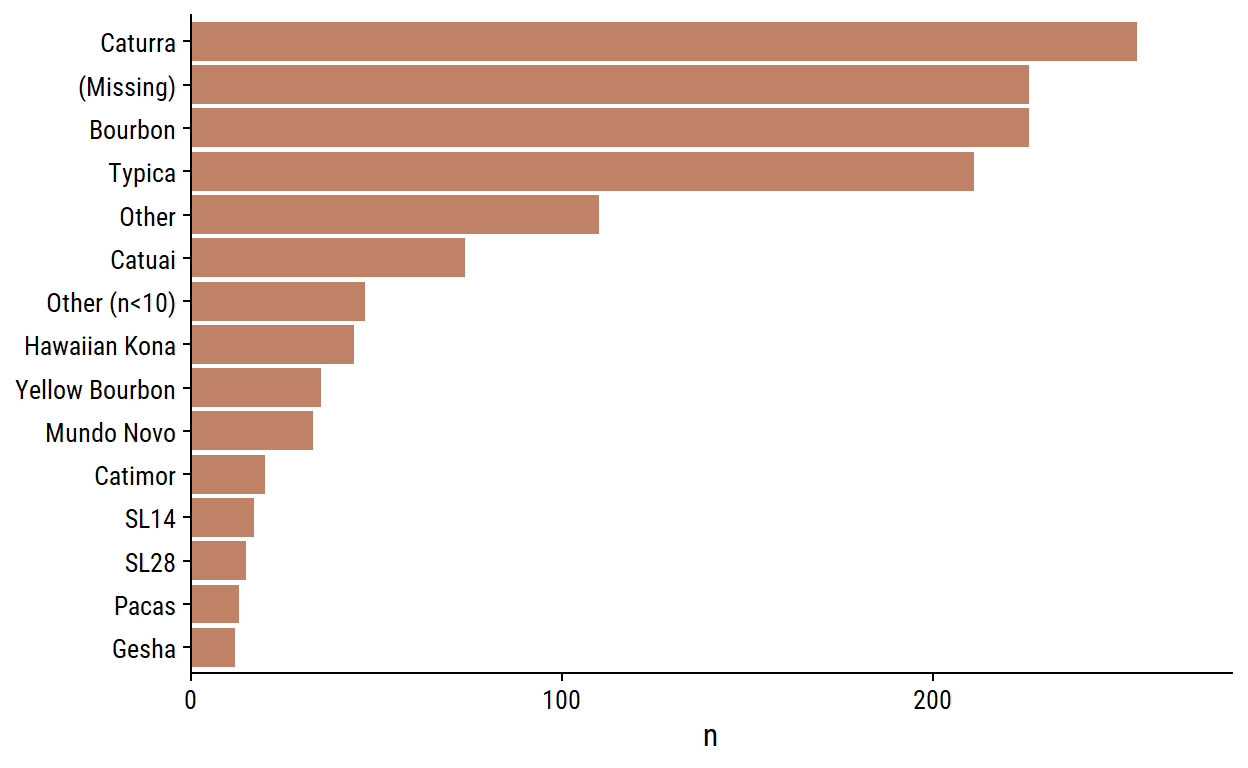 Caturra
(Missing)
Bourbon
Typica
Other
Catuai
Other (n<10)
Hawaiian Kona
Yellow Bourbon
Mundo Novo
Catimor
SL14
SL28
Pacas
Gesha
0 100 200
n